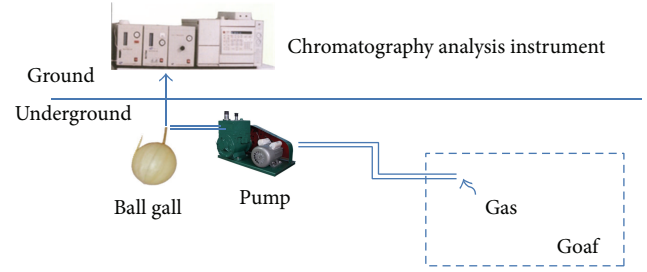 Chromatography analysis instrument
Ground
Underground
Ball gall
Pump
Gas
Goaf